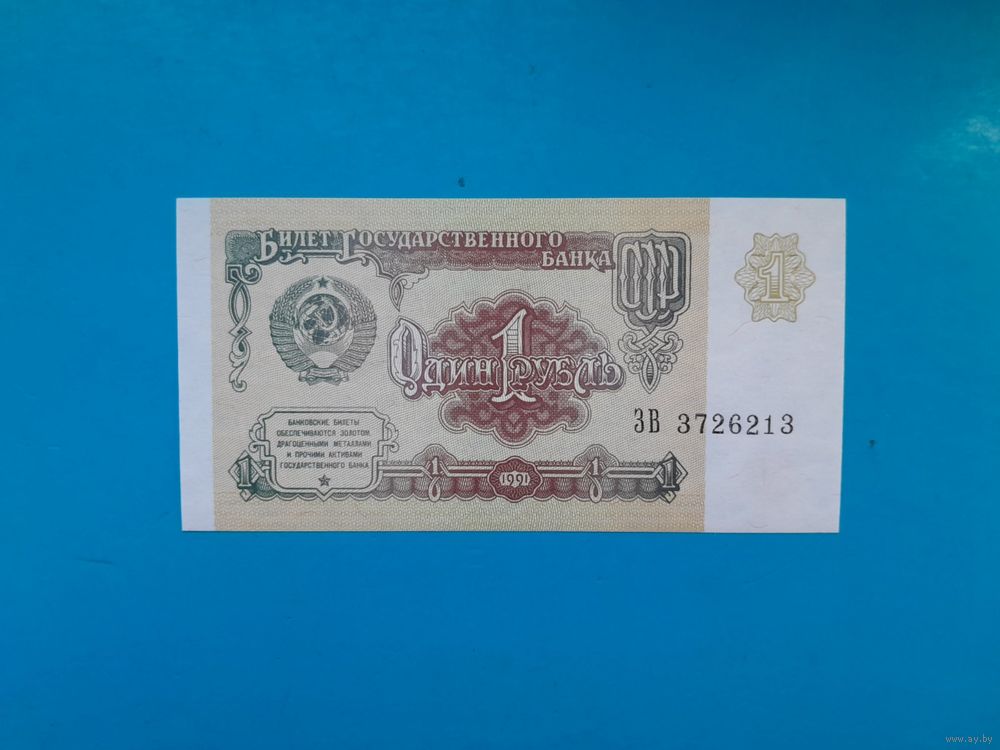 БИЛЕТ ГОСУДАРСТВЕННОГО
БАНКА СССР
1
ОДИН 1 РУБЛЬ
ЗВ 3726213
БАНКОВСКИЕ БИЛЕТЫ
ОБЕСПЕЧИВАЮТСЯ ЗОЛОТОМ,
ДРАГОЦЕННЫМИ МЕТАЛЛАМИ
И ПРОЧИМИ АКТИВАМИ
ГОСУДАРСТВЕННОГО БАНКА
1 1 1991 1 1
www.ay.by